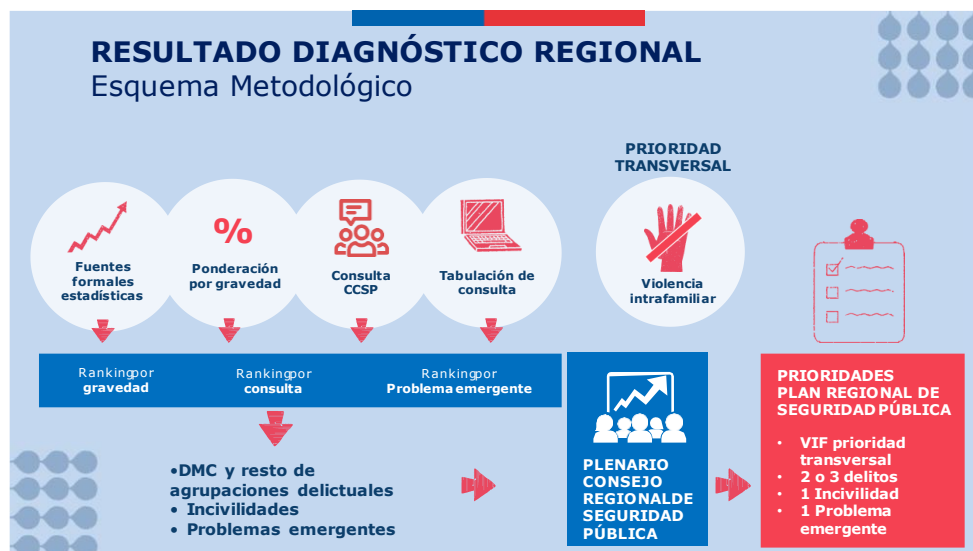 RESULTADO DIAGNÓSTICO REGIONAL
Esquema Metodológico
PRIORIDAD
TRANSVERSAL
Fuentes
formales
estadísticas
%
Ponderación
por gravedad
Consulta
CCSP
Tabulación de
consulta
Violencia
intrafamiliar
Rankingpor
gravedad
Rankingpor
consulta
Rankingpor
Problema emergente
•DMC y resto de
agrupaciones delictuales
• Incivilidades
• Problemas emergentes
PLENARIO
CONSEJO
REGIONALDE
SEGURIDAD
PÚBLICA
PRIORIDADES
PLAN REGIONAL DE
SEGURIDAD PÚBLICA
• VIF prioridad
transversal
• 2 o 3 delitos
• 1 Incivilidad
• 1 Problema
emergente